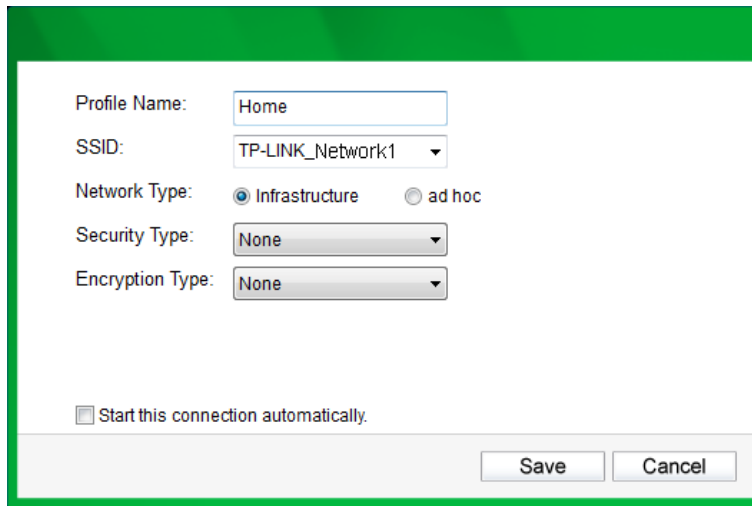 Profile Name: Home
SSID: TP-LINK_Network1
Network Type: Infrastructure ad hoc
Security Type: None
Encryption Type: None
Start this connection automatically.
Save Cancel